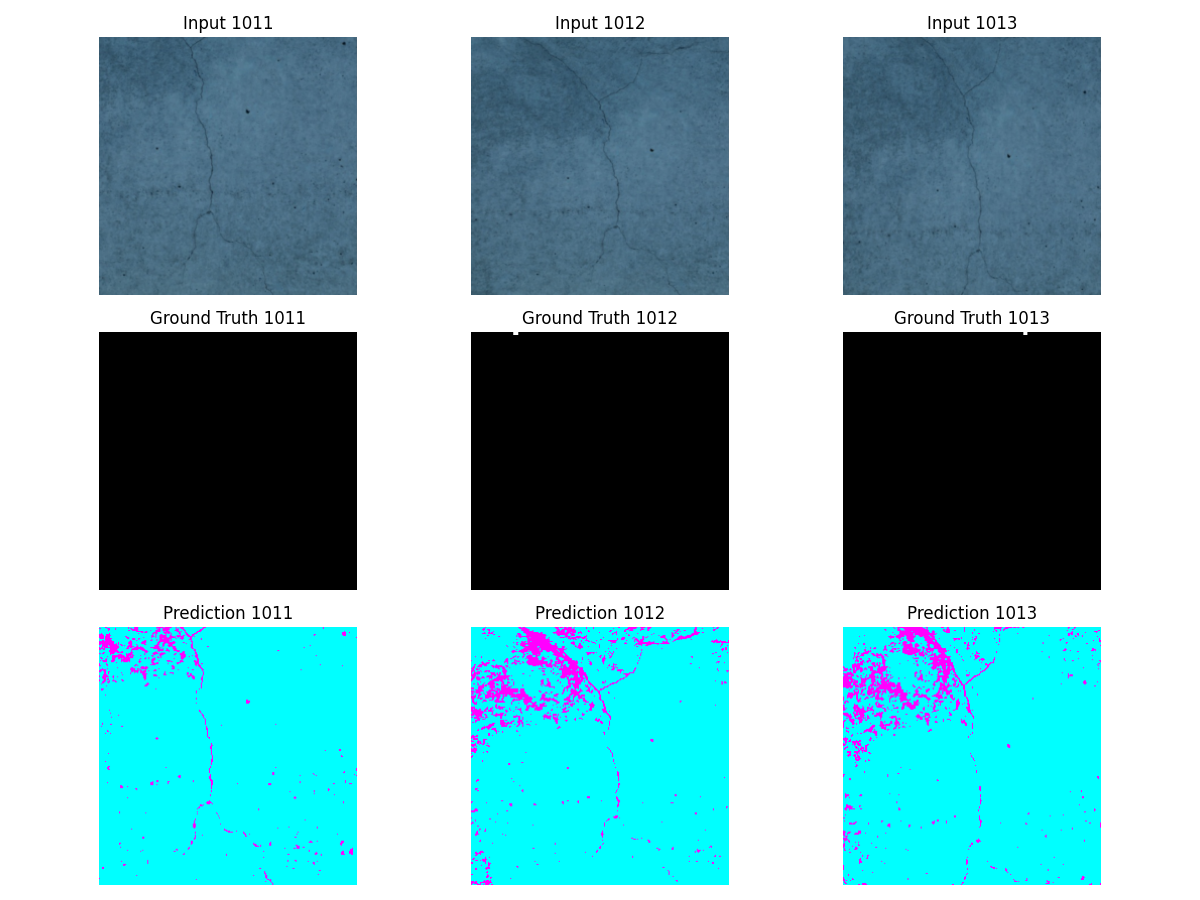 Input 1011
Input 1012
Input 1013
Ground Truth 1011
Ground Truth 1012
Ground Truth 1013
Prediction 1011
Prediction 1012
Prediction 1013